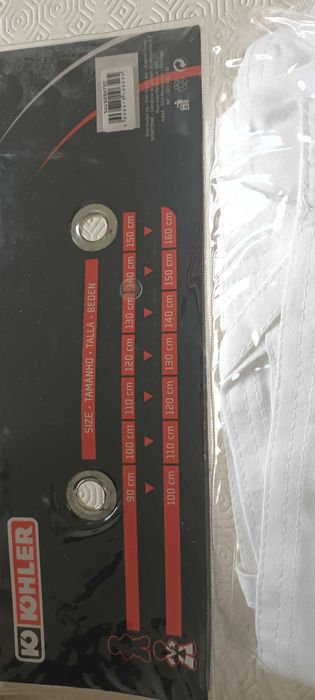 KOHLER
SIZE - TAMANHO - TALLA - BEDEN
90 cm 100 cm 110 cm 120 cm 130 cm 140 cm 150 cm
100 cm 110 cm 120 cm 130 cm 140 cm 150 cm 160 cm